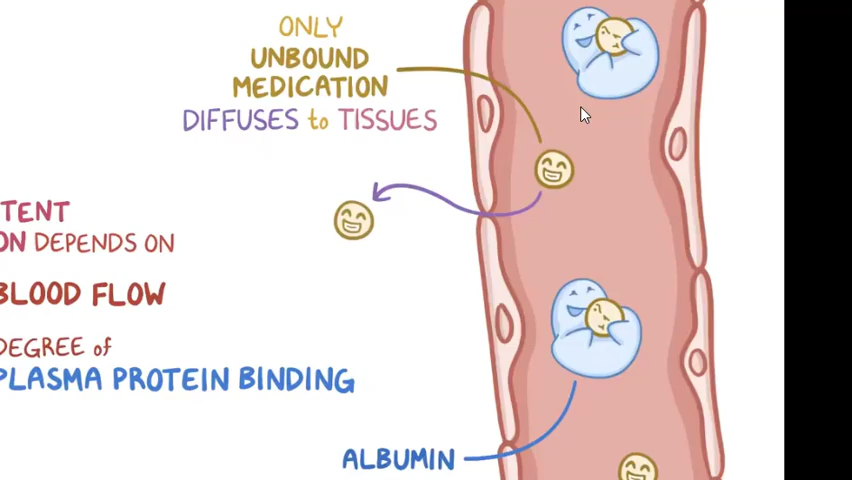 ONLY
UNBOUND
MEDICATION
DIFFUSES to TISSUES
TENT
ON DEPENDS ON
BLOOD FLOW
DEGREE of
PLASMA PROTEIN BINDING
ALBUMIN